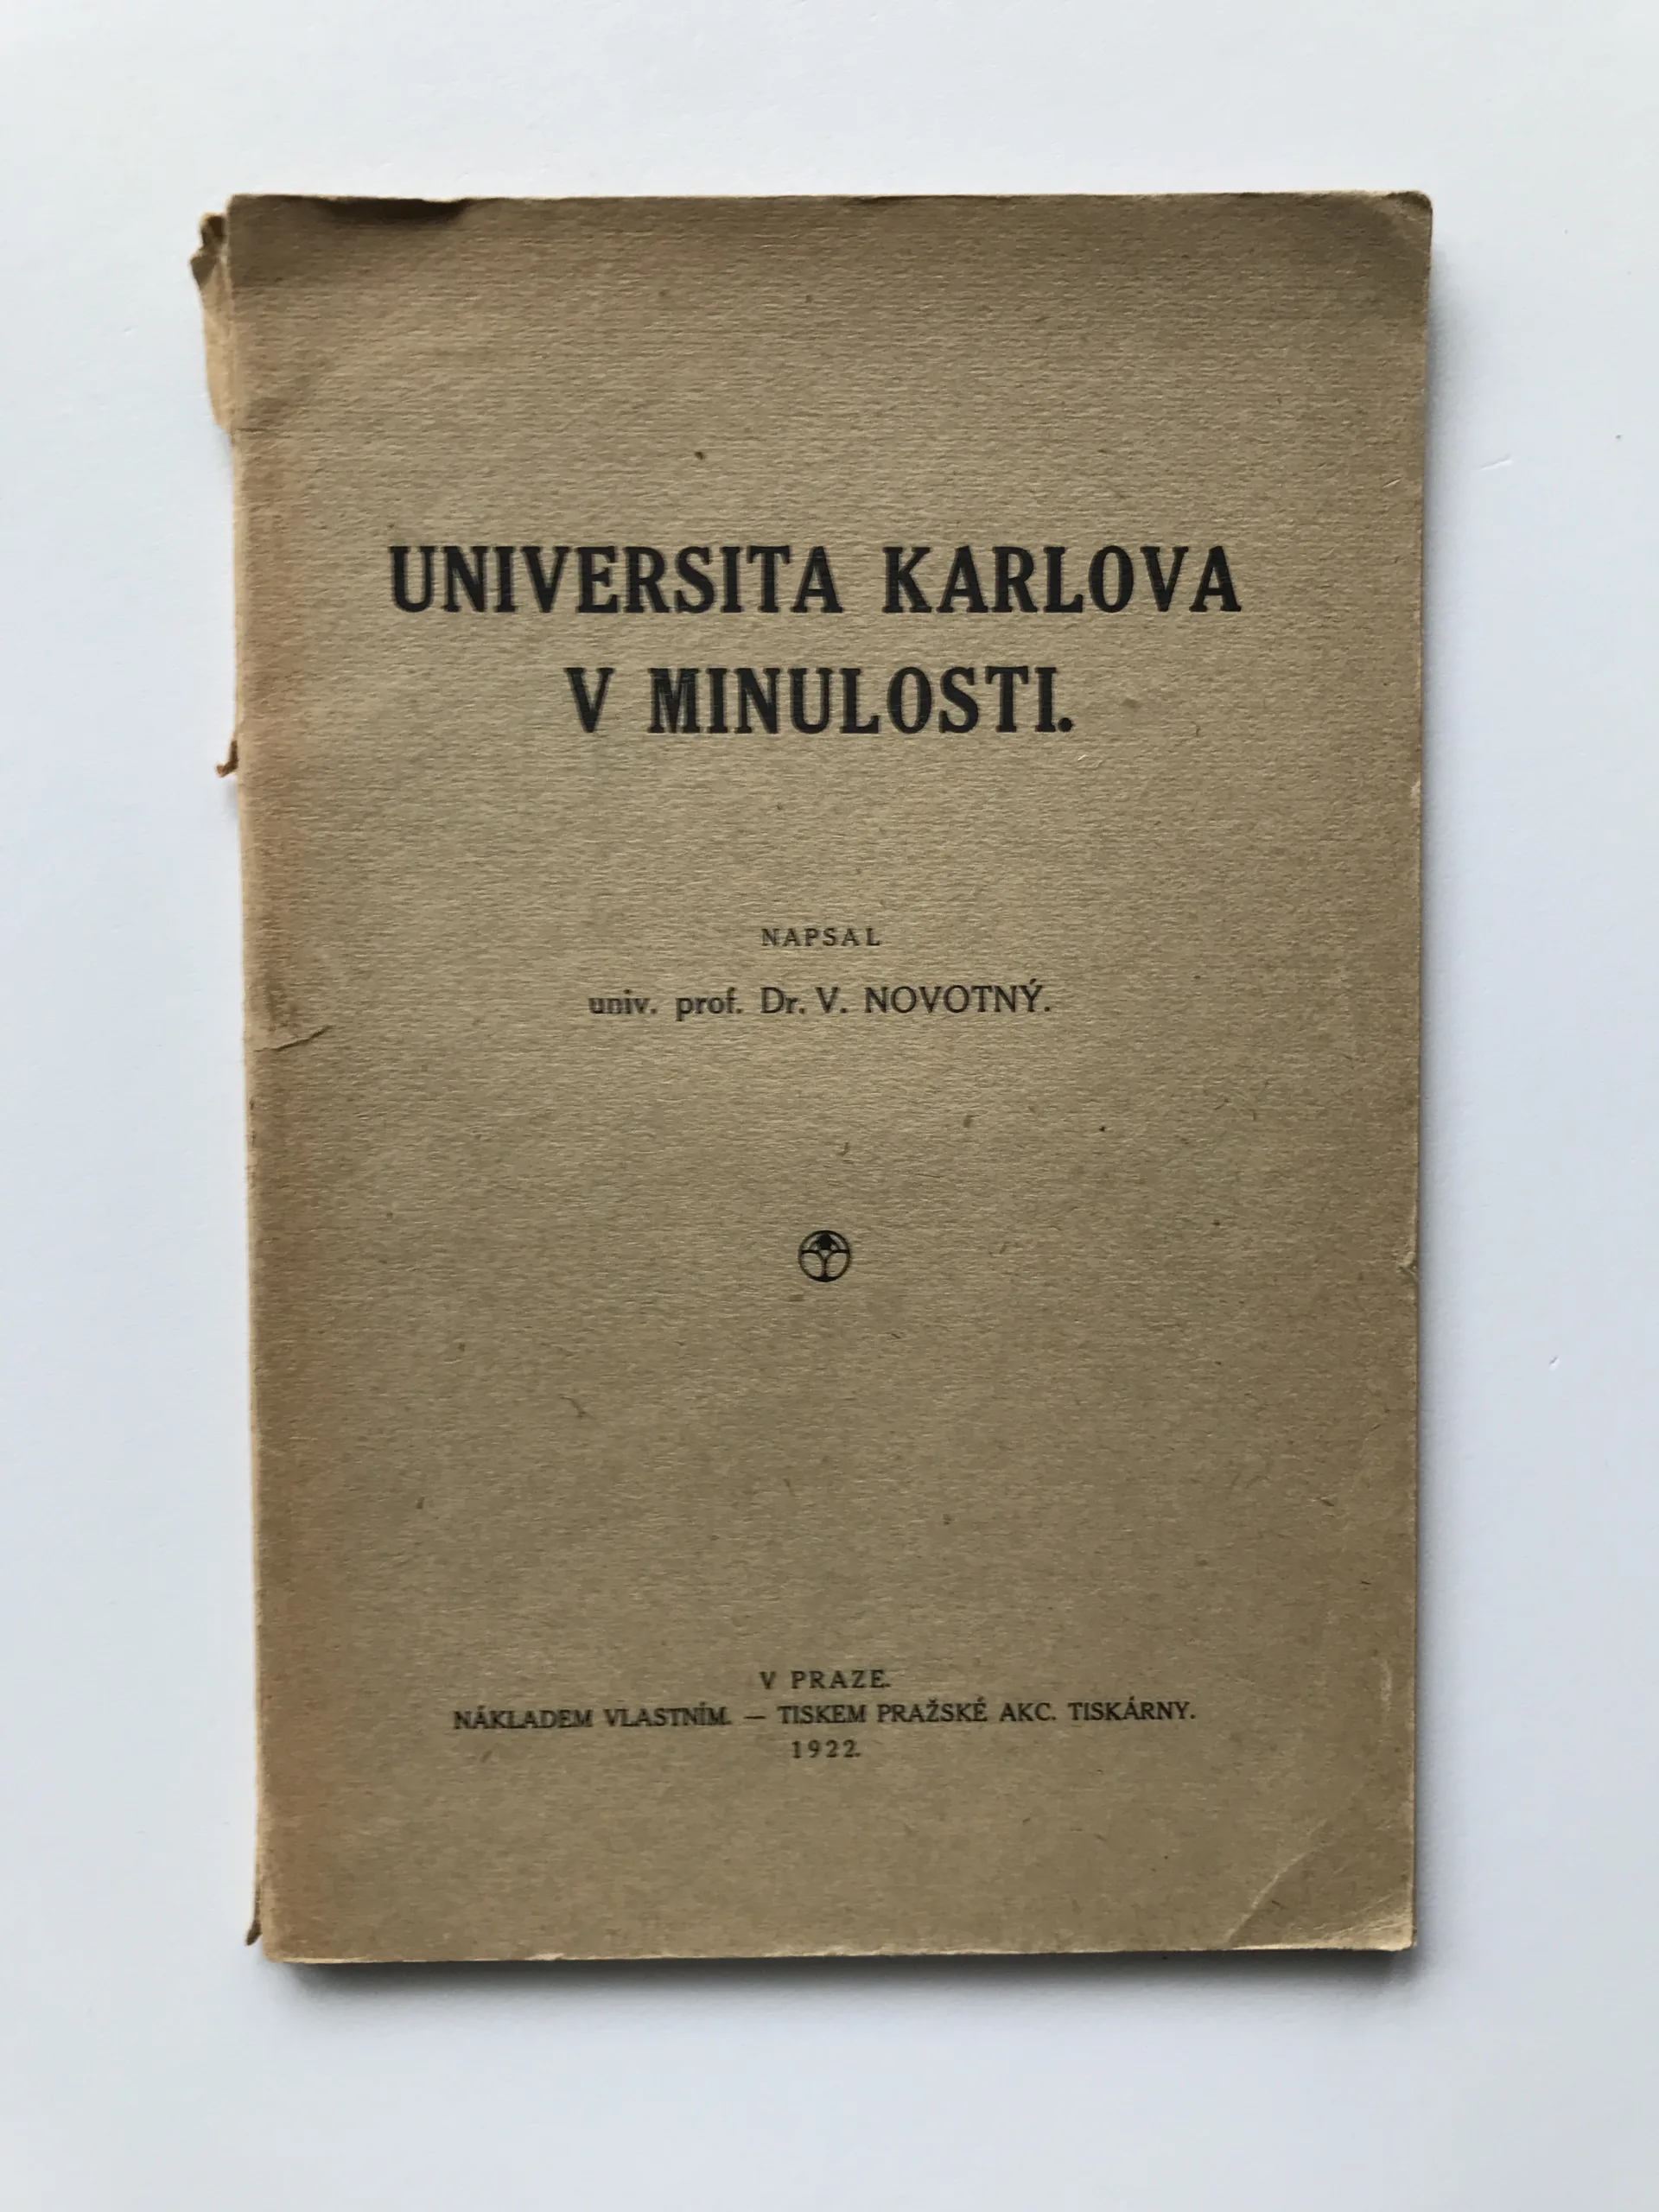 UNIVERSITA KARLOVA
V MINULOSTI.
NAPSAL
univ. prof. Dr. V. NOVOTNÝ.
V PRAZE.
NÁKLADEM VLASTNÍM. — TISKEM PRAŽSKÉ AKC. TISKÁRNY.
1922.